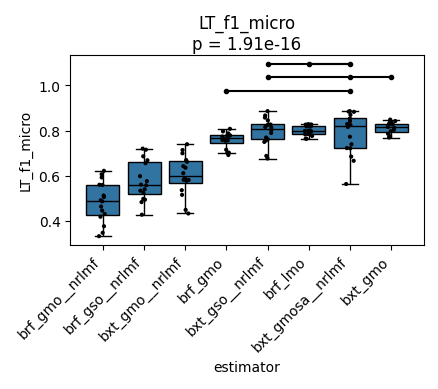 LT_f1_micro
p = 1.91e-16
LT_f1_micro
1.0
0.8
0.6
0.4
brf_gmo__nrlmf
brf_gso__nrlmf
bxt_gmo__nrlmf
brf_gmo
bxt_gso__nrlmf
brf_lmo
bxt_gmosa__nrlmf
bxt_gmo
estimator